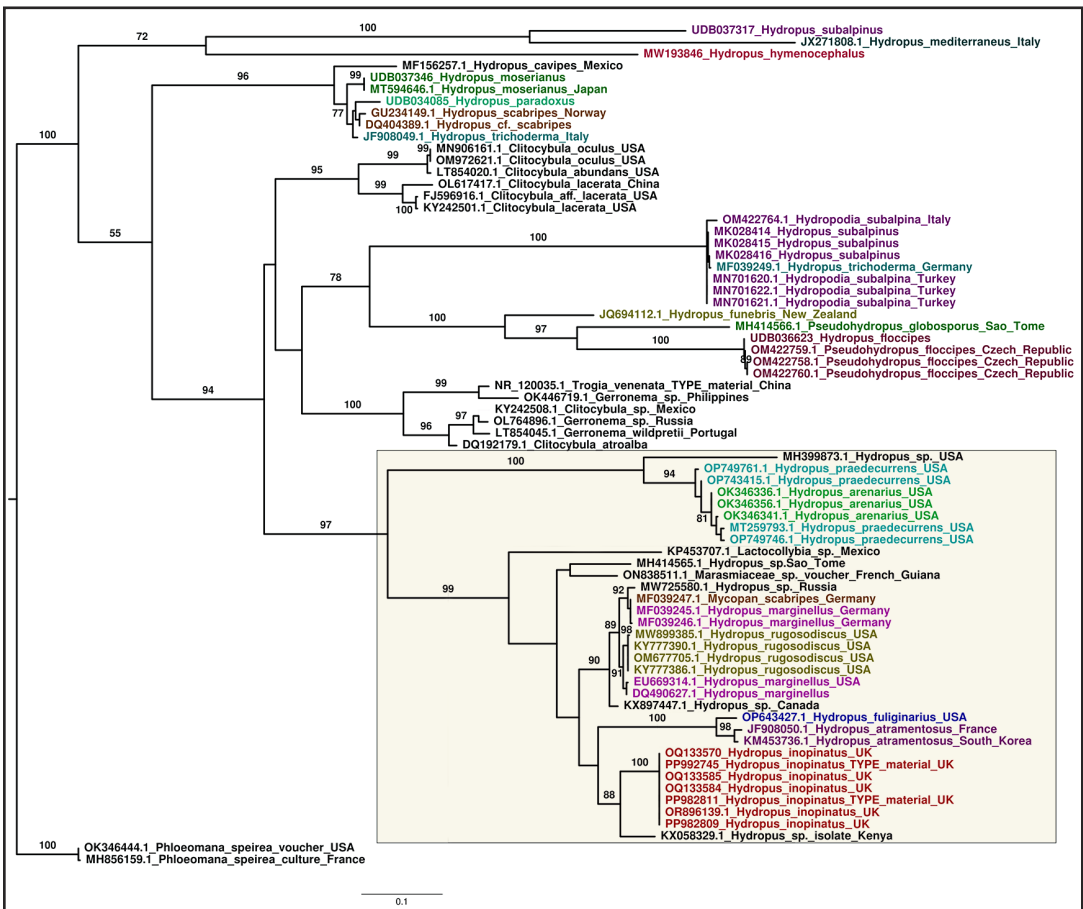 100
UDB037317_Hydropus_subalpinus
72
JX271808.1_Hydropus_mediterraneus_Italy
MW193846_Hydropus_hymenocephalus
MF156257.1_Hydropus_cavipes_Mexico
96
99
UDB037346_Hydropus_moserianus
MT594646.1_Hydropus_moserianus_Japan
UDB034085_Hydropus_paradoxus
77
GU234149.1_Hydropus_scabripes_Norway
DQ404389.1_Hydropus_cf._scabripes
100
JF908049.1_Hydropus_trichoderma_Italy
99
MN906161.1_Clitocybula_oculus_USA
99
OM972621.1_Clitocybula_oculus_USA
95
LT854020.1_Clitocybula_abundans_USA
99
OL617417.1_Clitocybula_lacerata_China
FJ596916.1_Clitocybula_aff._lacerata_USA
100
KY242501.1_Clitocybula_lacerata_USA
OM422764.1_Hydropodia_subalpina_Italy
55
MK028414_Hydropus_subalpinus
100
MK028415_Hydropus_subalpinus
MK028416_Hydropus_subalpinus
MF039249.1_Hydropus_trichoderma_Germany
78
MN701620.1_Hydropodia_subalpina_Turkey
MN701622.1_Hydropodia_subalpina_Turkey
MN701621.1_Hydropodia_subalpina_Turkey
100
JQ694112.1_Hydropus_funebris_New_Zealand
97
MH414566.1_Pseudohydropus_globosporus_Sao_Tome
100
UDB036623_Hydropus_floccipes
OM422759.1_Pseudohydropus_floccipes_Czech_Republic
89
OM422758.1_Pseudohydropus_floccipes_Czech_Republic
OM422760.1_Pseudohydropus_floccipes_Czech_Republic
94
99
NR_120035.1_Trogia_venenata_TYPE_material_China
OK446719.1_Gerronema_sp._Philippines
100
KY242508.1_Clitocybula_sp._Mexico
97
OL764896.1_Gerronema_sp._Russia
96
LT854045.1_Gerronema_wildpretii_Portugal
DQ192179.1_Clitocybula_atroalba
100
MH399873.1_Hydropus_sp._USA
94
OP749761.1_Hydropus_praedecurrens_USA
OP743415.1_Hydropus_praedecurrens_USA
OK346336.1_Hydropus_arenarius_USA
OK346356.1_Hydropus_arenarius_USA
81
OK346341.1_Hydropus_arenarius_USA
97
MT259793.1_Hydropus_praedecurrens_USA
OP749746.1_Hydropus_praedecurrens_USA
KP453707.1_Lactocollybia_sp._Mexico
MH414565.1_Hydropus_sp.Sao_Tome
ON838511.1_Marasmiaceae_sp._voucher_French_Guiana
99
92
MW725580.1_Hydropus_sp._Russia
MF039247.1_Mycopan_scabripes_Germany
MF039245.1_Hydropus_marginellus_Germany
89
98
MF039246.1_Hydropus_marginellus_Germany
MW899385.1_Hydropus_rugosodiscus_USA
KY777390.1_Hydropus_rugosodiscus_USA
90
OM677705.1_Hydropus_rugosodiscus_USA
91
KY777386.1_Hydropus_rugosodiscus_USA
EU669314.1_Hydropus_marginellus_USA
DQ490627.1_Hydropus_marginellus
KX897447.1_Hydropus_sp._Canada
100
OP643427.1_Hydropus_fuliginarius_USA
98
JF908050.1_Hydropus_atramentosus_France
KM453736.1_Hydropus_atramentosus_South_Korea
OQ133570_Hydropus_inopinatus_UK
100
PP992745_Hydropus_inopinatus_TYPE_material_UK
OQ133585_Hydropus_inopinatus_UK
OQ133584_Hydropus_inopinatus_UK
88
PP982811_Hydropus_inopinatus_TYPE_material_UK
OR896139.1_Hydropus_inopinatus_UK
PP982809_Hydropus_inopinatus_UK
KX058329.1_Hydropus_sp._isolate_Kenya
100
OK346444.1_Phloeomana_speirea_voucher_USA
MH856159.1_Phloeomana_speirea_culture_France
0.1